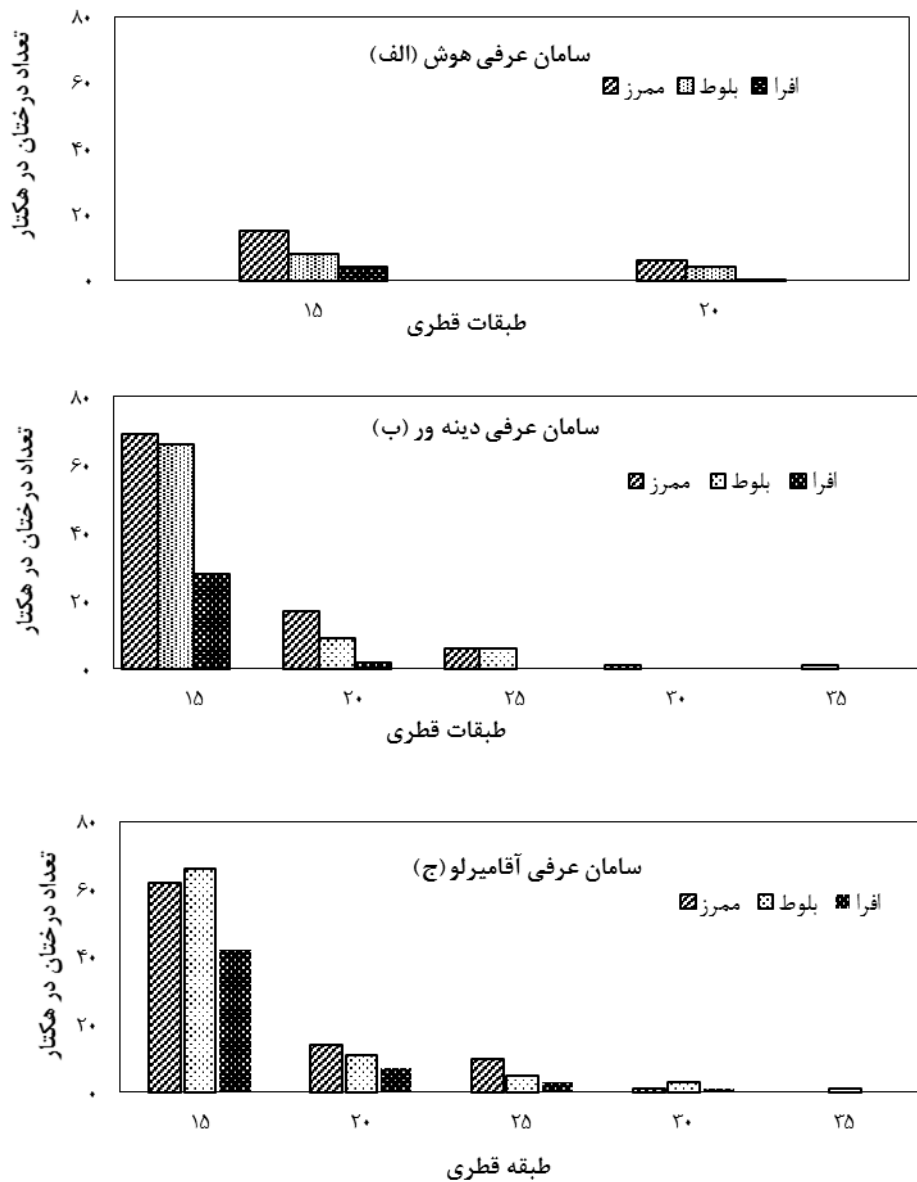 سامان عرفی هوش (الف)
ممرز بلوط افرا
تعداد درختان در هکتار
۸۰
۶۰
۴۰
۲۰
۰
۱۵ ۲۰
طبقات قطری
سامان عرفی دینه ور (ب)
ممرز بلوط افرا
تعداد درختان در هکتار
۸۰
۶۰
۴۰
۲۰
۰
۱۵ ۲۰ ۲۵ ۳۰ ۳۵
طبقات قطری
سامان عرفی آقامیرلو (ج)
ممرز بلوط افرا
تعداد درختان در هکتار
۸۰
۶۰
۴۰
۲۰
۰
۱۵ ۲۰ ۲۵ ۳۰ ۳۵
طبقه قطری